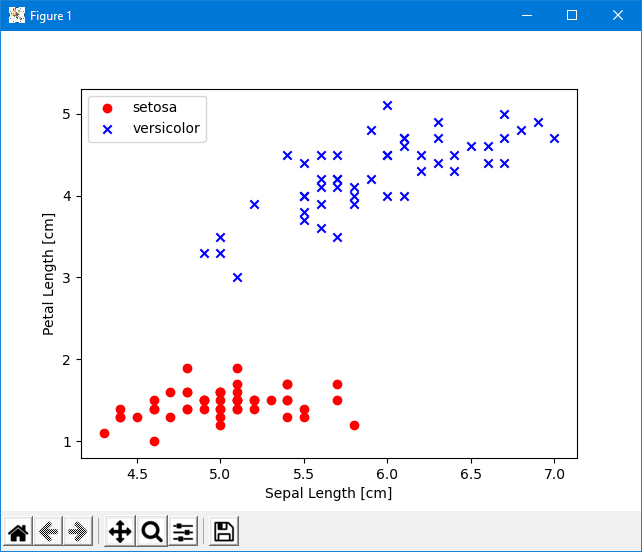 Figure 1
setosa
versicolor
5
4
3
2
1
Petal Length [cm]
4.5 5.0 5.5 6.0 6.5 7.0
Sepal Length [cm]